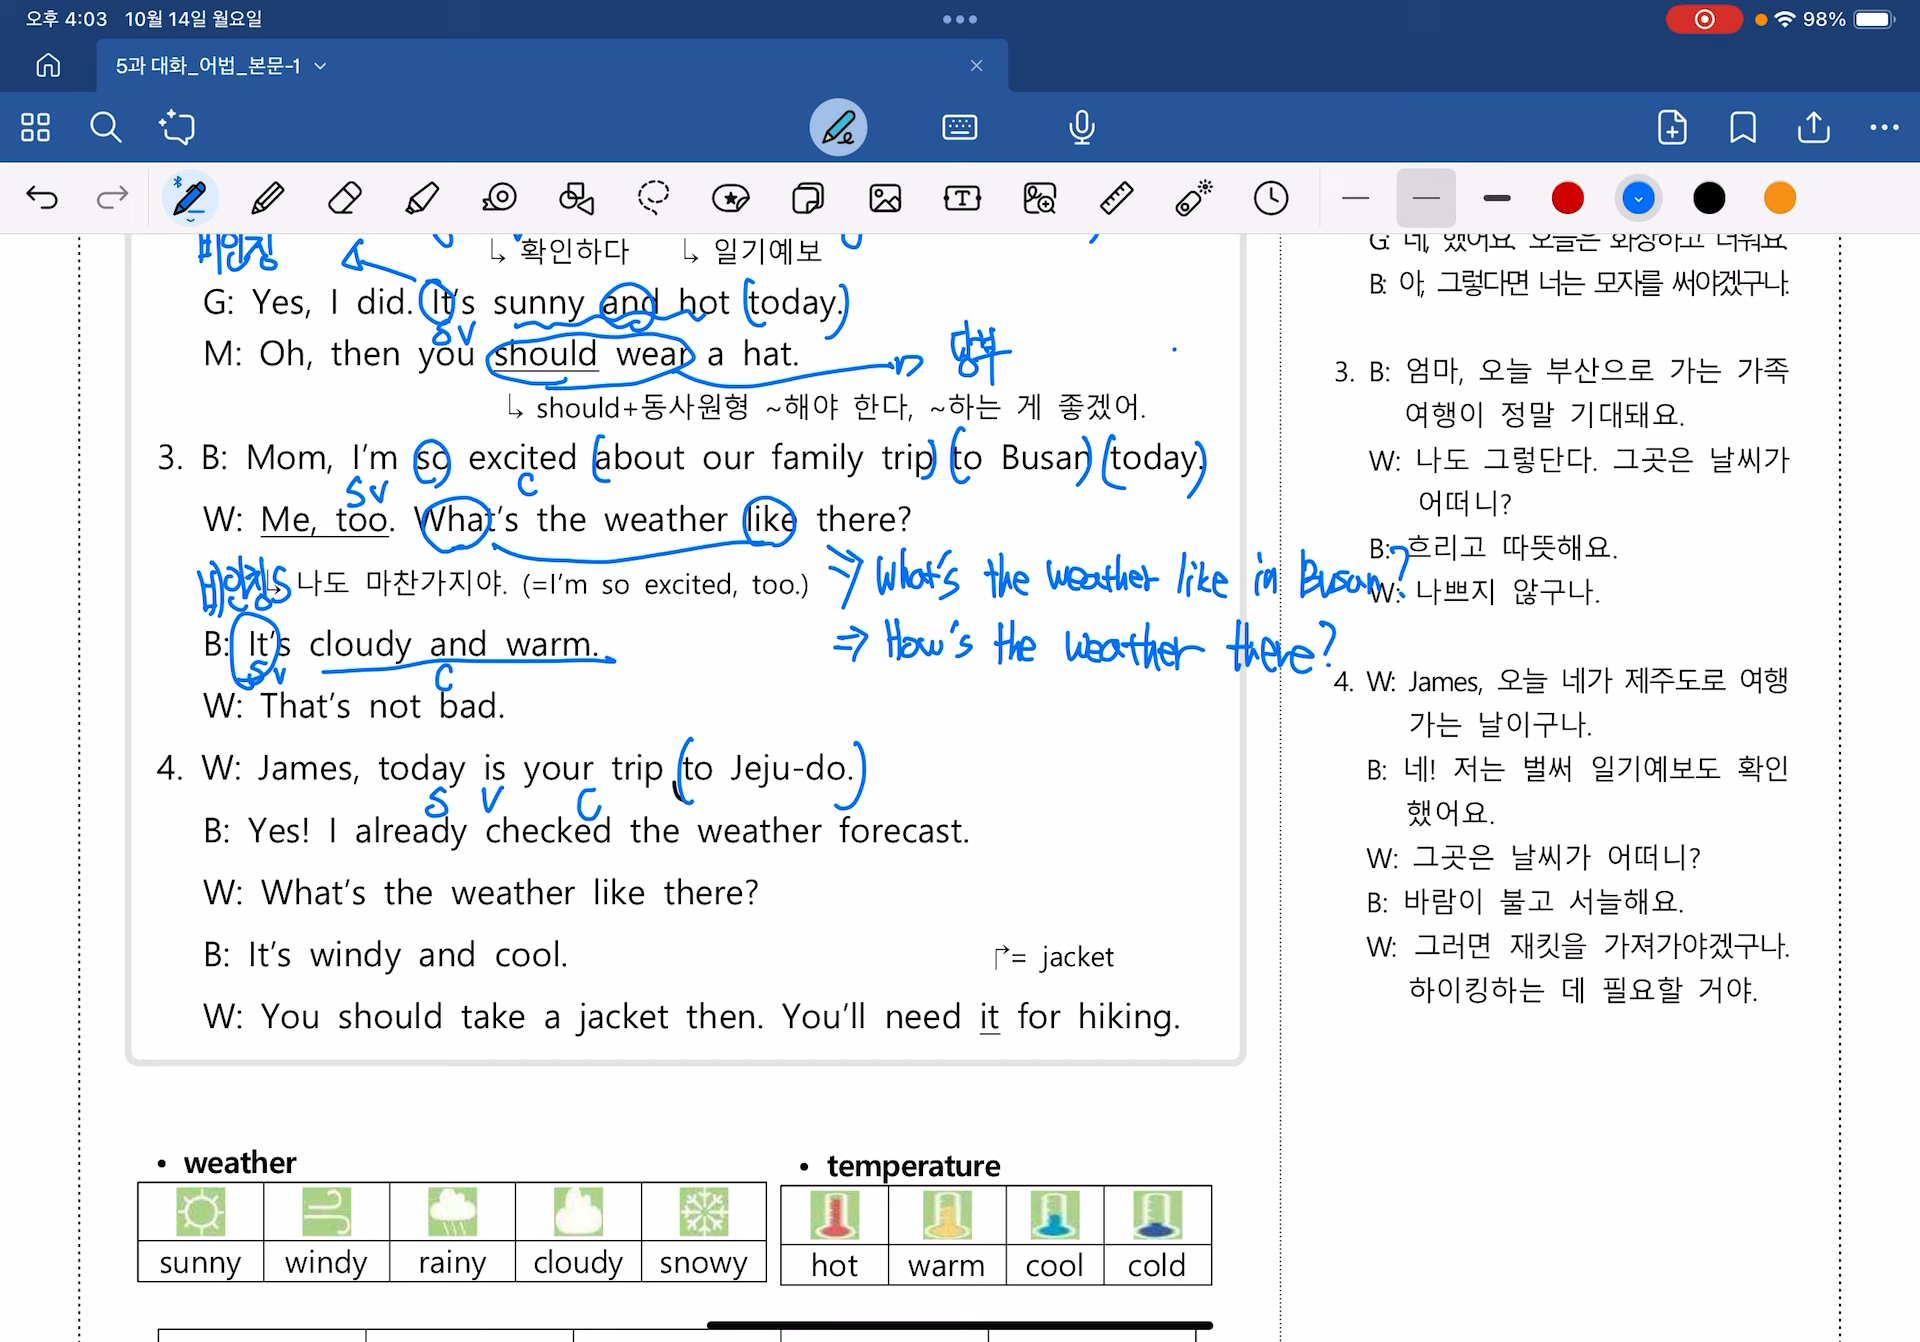 오후 4:03 10월 14일 월요일
98%
5과 대화_어법_본문-1
비인칭
↳ 확인하다 ↳ 일기예보
G: Yes, I did. It's sunny and hot (today.)
S V
M: Oh, then you should wear a hat.
당부
↳ should+동사원형 ~해야 한다, ~하는 게 좋겠어.
3. B: Mom, I'm so excited (about our family trip) (to Busan) (today.)
S V C
W: Me, too. What's the weather like there?
⇒ What's the weather like in Busan?
비인칭S
↳ 나도 마찬가지야. (=I'm so excited, too.)
⇒ How's the weather there?
B: It's cloudy and warm.
S V C
W: That's not bad.
4. W: James, today is your trip (to Jeju-do.)
S V C
B: Yes! I already checked the weather forecast.
W: What's the weather like there?
B: It's windy and cool.
↱= jacket
W: You should take a jacket then. You'll need it for hiking.
G: 네, 했어요. 오늘은 화창하고 더워요.
B: 아, 그렇다면 너는 모자를 써야겠구나.
3. B: 엄마, 오늘 부산으로 가는 가족
여행이 정말 기대돼요.
W: 나도 그렇단다. 그곳은 날씨가
어떠니?
B: 흐리고 따뜻해요.
W: 나쁘지 않구나.
4. W: James, 오늘 네가 제주도로 여행
가는 날이구나.
B: 네! 저는 벌써 일기예보도 확인
했어요.
W: 그곳은 날씨가 어떠니?
B: 바람이 불고 서늘해요.
W: 그러면 재킷을 가져가야겠구나.
하이킹하는 데 필요할 거야.
• weather
sunny windy rainy cloudy snowy
• temperature
hot warm cool cold